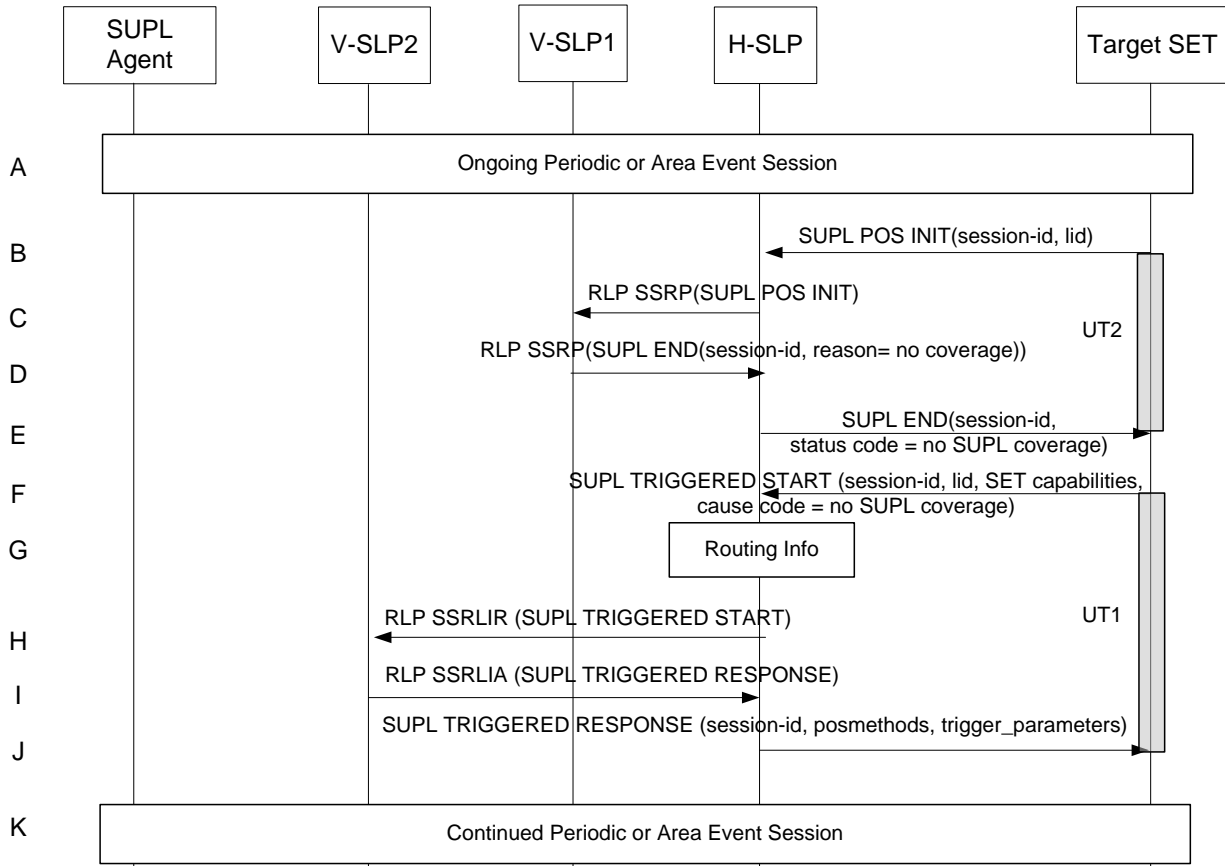 SUPL
Agent
V-SLP2
V-SLP1
H-SLP
Target SET
A
Ongoing Periodic or Area Event Session
B
SUPL POS INIT(session-id, lid)
C
RLP SSRP(SUPL POS INIT)
UT2
D
RLP SSRP(SUPL END(session-id, reason= no coverage))
E
SUPL END(session-id,
status code = no SUPL coverage)
F
SUPL TRIGGERED START (session-id, lid, SET capabilities,
cause code = no SUPL coverage)
G
Routing Info
H
RLP SSRLIR (SUPL TRIGGERED START)
UT1
I
RLP SSRLIA (SUPL TRIGGERED RESPONSE)
J
SUPL TRIGGERED RESPONSE (session-id, posmethods, trigger_parameters)
K
Continued Periodic or Area Event Session